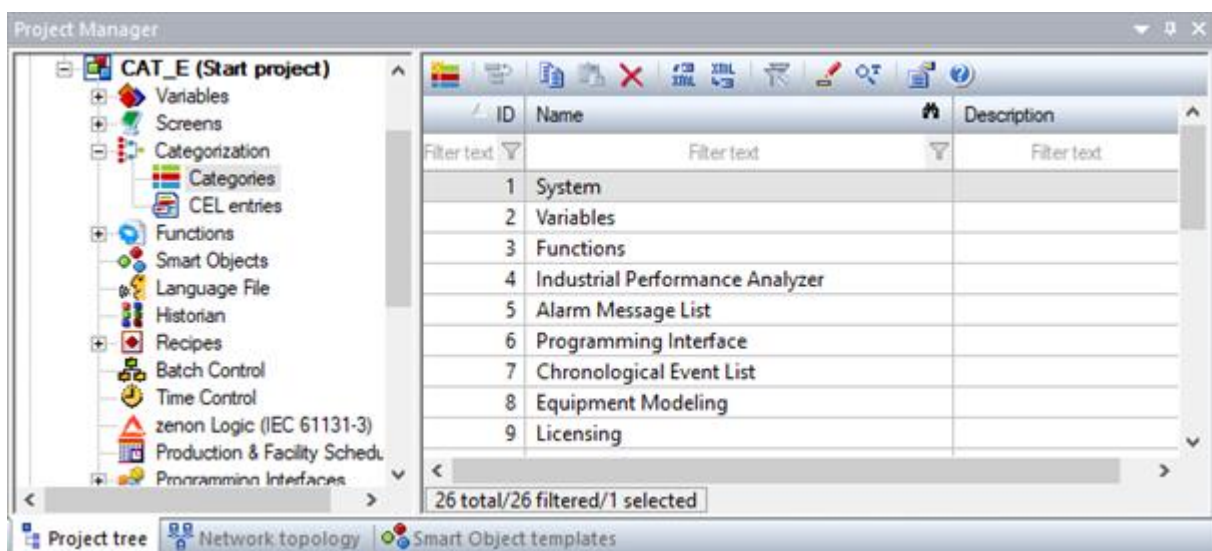 Project Manager
CAT_E (Start project)
Variables
Screens
Categorization
Categories
CEL entries
Functions
Smart Objects
Language File
Historian
Recipes
Batch Control
Time Control
zenon Logic (IEC 61131-3)
Production & Facility Schedu
Programming Interfaces
XML XML
ID Name Description
Filter text Filter text Filter text
1 System
2 Variables
3 Functions
4 Industrial Performance Analyzer
5 Alarm Message List
6 Programming Interface
7 Chronological Event List
8 Equipment Modeling
9 Licensing
26 total/26 filtered/1 selected
Project tree Network topology Smart Object templates